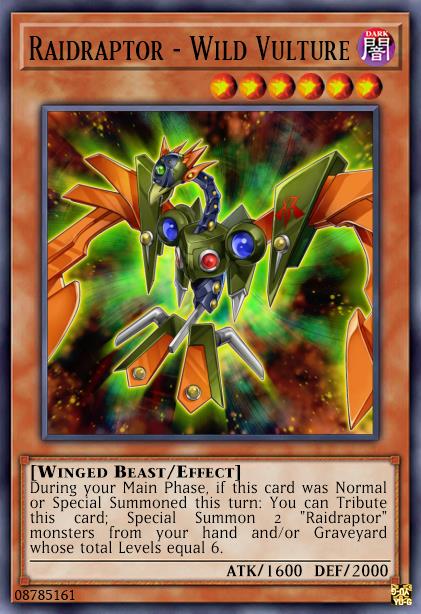 Raidraptor - Wild Vulture
DARK
闇
[Winged Beast/Effect]
During your Main Phase, if this card was Normal
or Special Summoned this turn: You can Tribute
this card; Special Summon 2 "Raidraptor"
monsters from your hand and/or Graveyard
whose total Levels equal 6.
ATK/1600 DEF/2000
08785161